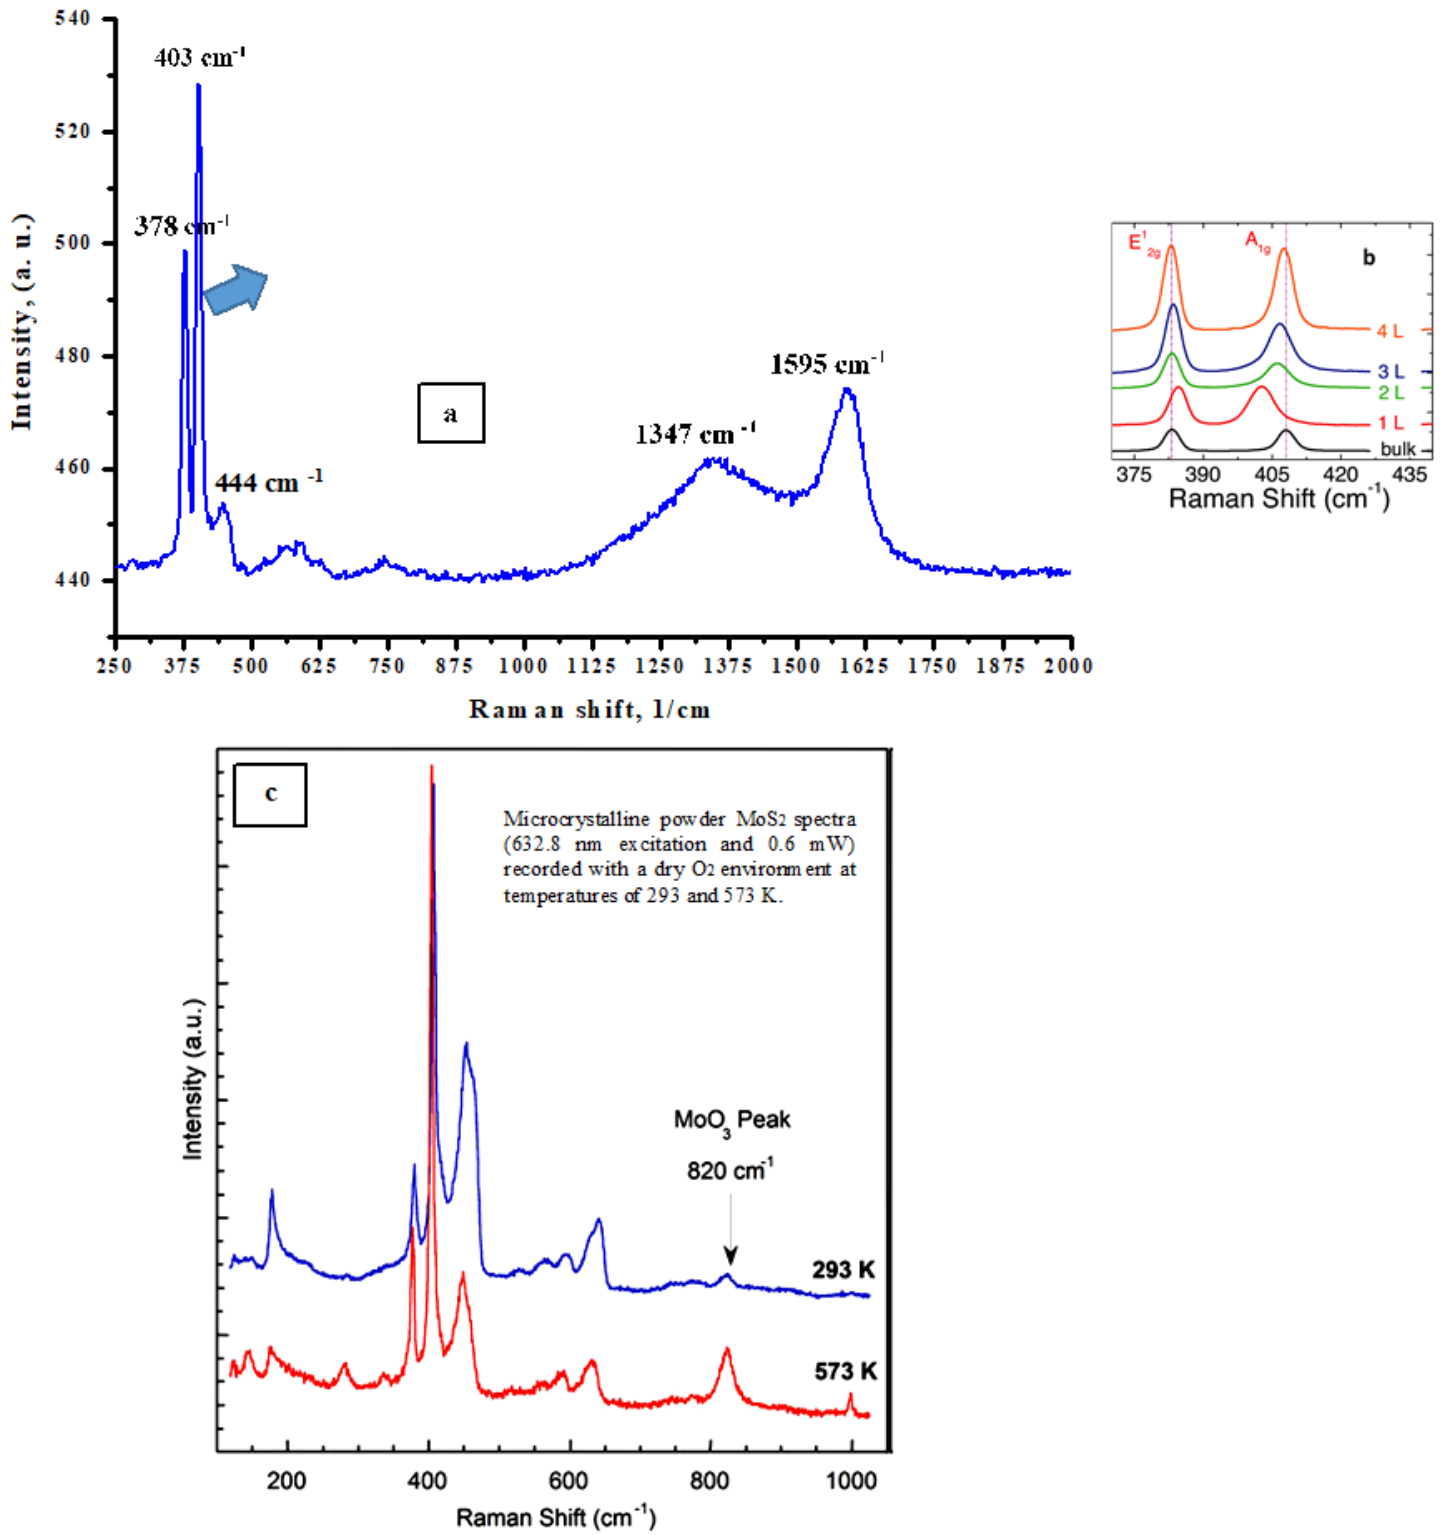 540
520
500
480
460
440
Intensity, (a. u.)
403 cm⁻¹
378 cm⁻¹
444 cm ⁻¹
a
1347 cm ⁻¹
1595 cm⁻¹
250 375 500 625 750 875 1000 1125 1250 1375 1500 1625 1750 1875 2000
Raman shift, 1/cm
E¹₂g
A₁g
b
4 L
3 L
2 L
1 L
bulk
375 390 405 420 435
Raman Shift (cm⁻¹)
c
Microcrystalline powder MoS2 spectra
(632.8 nm excitation and 0.6 mW)
recorded with a dry O2 environment at
temperatures of 293 and 573 K.
Intensity (a.u.)
MoO₃ Peak
820 cm⁻¹
293 K
573 K
200 400 600 800 1000
Raman Shift (cm⁻¹)